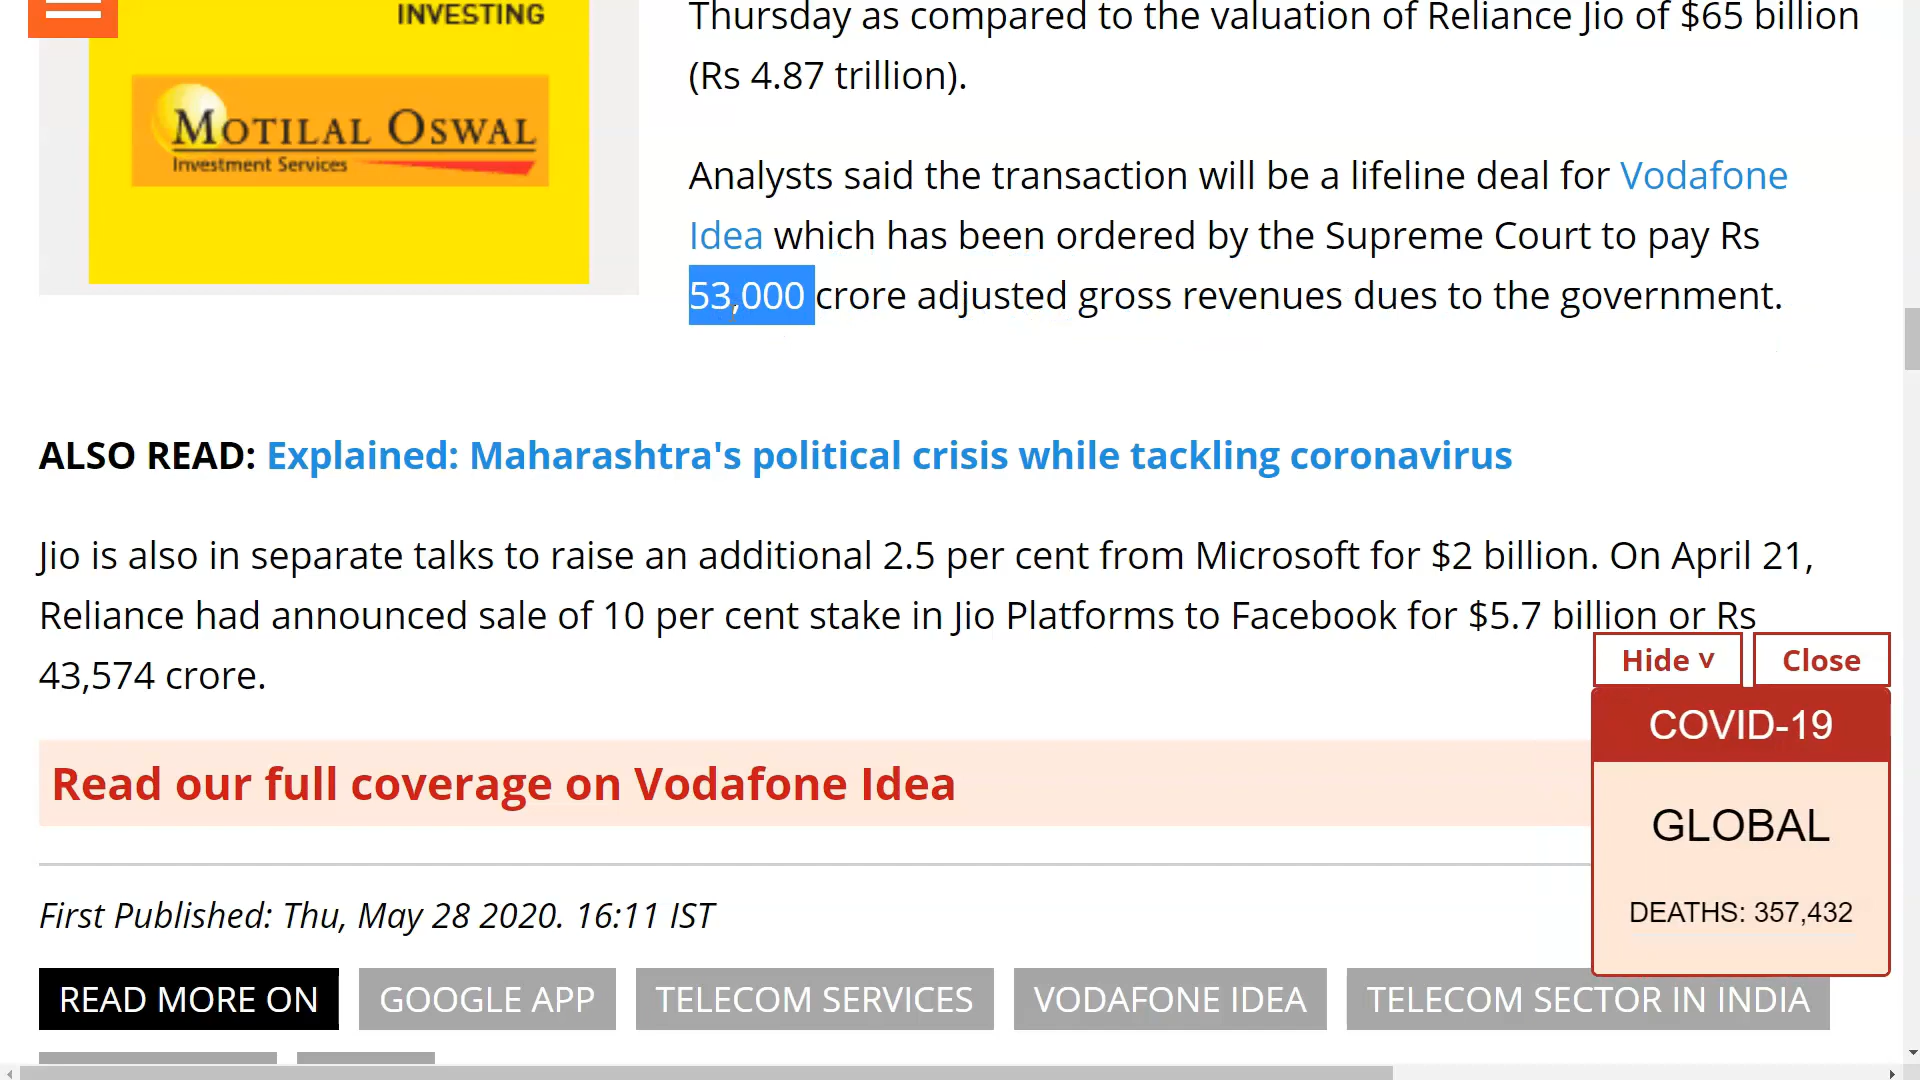 INVESTING
MOTILAL OSWAL
Investment Services
Thursday as compared to the valuation of Reliance Jio of $65 billion
(Rs 4.87 trillion).
Analysts said the transaction will be a lifeline deal for Vodafone
Idea which has been ordered by the Supreme Court to pay Rs
53,000 crore adjusted gross revenues dues to the government.
ALSO READ: Explained: Maharashtra's political crisis while tackling coronavirus
Jio is also in separate talks to raise an additional 2.5 per cent from Microsoft for $2 billion. On April 21,
Reliance had announced sale of 10 per cent stake in Jio Platforms to Facebook for $5.7 billion or Rs
43,574 crore.
Hide v Close
COVID-19
GLOBAL
DEATHS: 357,432
Read our full coverage on Vodafone Idea
First Published: Thu, May 28 2020. 16:11 IST
READ MORE ON GOOGLE APP TELECOM SERVICES VODAFONE IDEA TELECOM SECTOR IN INDIA